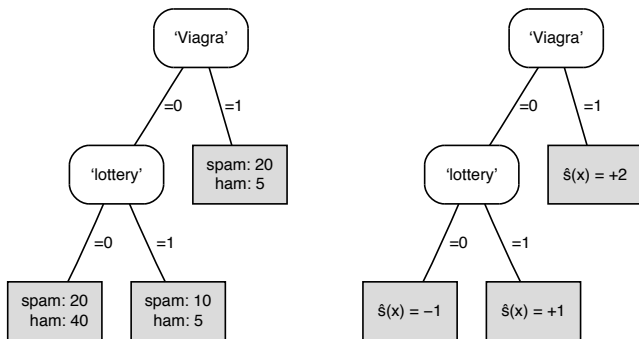 ‘Viagra’
=0
=1
‘lottery’
spam: 20
ham: 5
=0
=1
spam: 20
ham: 40
spam: 10
ham: 5
‘Viagra’
=0
=1
‘lottery’
ŝ(x) = +2
=0
=1
ŝ(x) = −1
ŝ(x) = +1